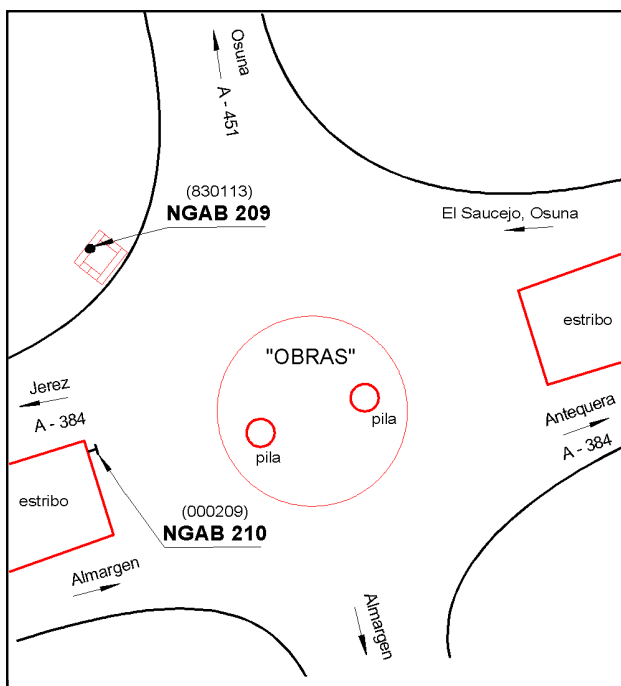 Osuna
A - 451
(830113)
NGAB 209
El Saucejo, Osuna
estribo
"OBRAS"
Jerez
A - 384
pila
pila
Antequera
A - 384
estribo
(000209)
NGAB 210
Almargen
Almargen